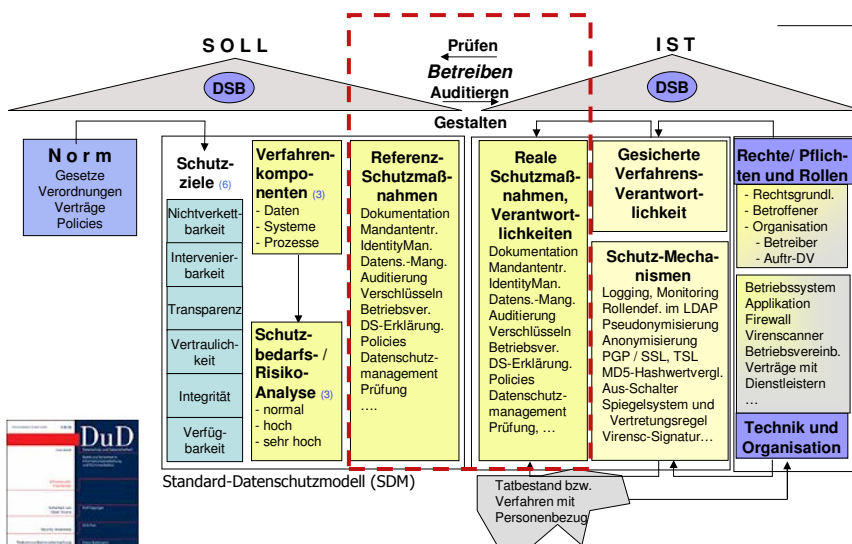 S O L L
Prüfen
I S T
Betreiben
DSB
DSB
Auditieren
Gestalten
N o r m
Gesetze
Verordnungen
Verträge
Policies
Schutz-
ziele (6)
Nichtverkett-
barkeit
Intervenier-
barkeit
Transparenz
Vertraulich-
keit
Integrität
Verfüg-
barkeit
Verfahrens-
komponenten (3)
- Daten
- Systeme
- Prozesse
Schutz-
bedarfs- /
Risiko-
Analyse (3)
- normal
- hoch
- sehr hoch
Referenz-
Schutzmaß-
nahmen
Dokumentation
Mandantentr.
IdentityMan.
Datens.-Mang.
Auditierung
Verschlüsseln
Betriebsver.
DS-Erklärung.
Policies
Datenschutz-
management
Prüfung
….
Reale
Schutzmaß-
nahmen,
Verantwort-
lichkeiten
Dokumentation
Mandantentr.
IdentityMan.
Datens.-Mang.
Auditierung
Verschlüsseln
Betriebsver.
DS-Erklärung.
Policies
Datenschutz-
management
Prüfung, …
Gesicherte
Verfahrens-
Verantwort-
lichkeit
Schutz-Mecha-
nismen
Logging, Monitoring
Rollendef. im LDAP
Pseudonymisierung
Anonymisierung
PGP / SSL, TSL
MD5-Hashwertvergl.
Aus-Schalter
Spiegelsystem und
Vertretungsregel
Virensc-Signatur…
Rechte/ Pflich-
ten und Rollen
- Rechtsgrundl.
- Betroffener
- Organisation
- Betreiber
- Auftr-DV
Betriebssystem
Applikation
Firewall
Virenscanner
Betriebsvereinb.
Verträge mit
Dienstleistern
…
Technik und
Organisation
Standard-Datenschutzmodell (SDM)
Tatbestand bzw.
Verfahren mit
Personenbezug
DuD